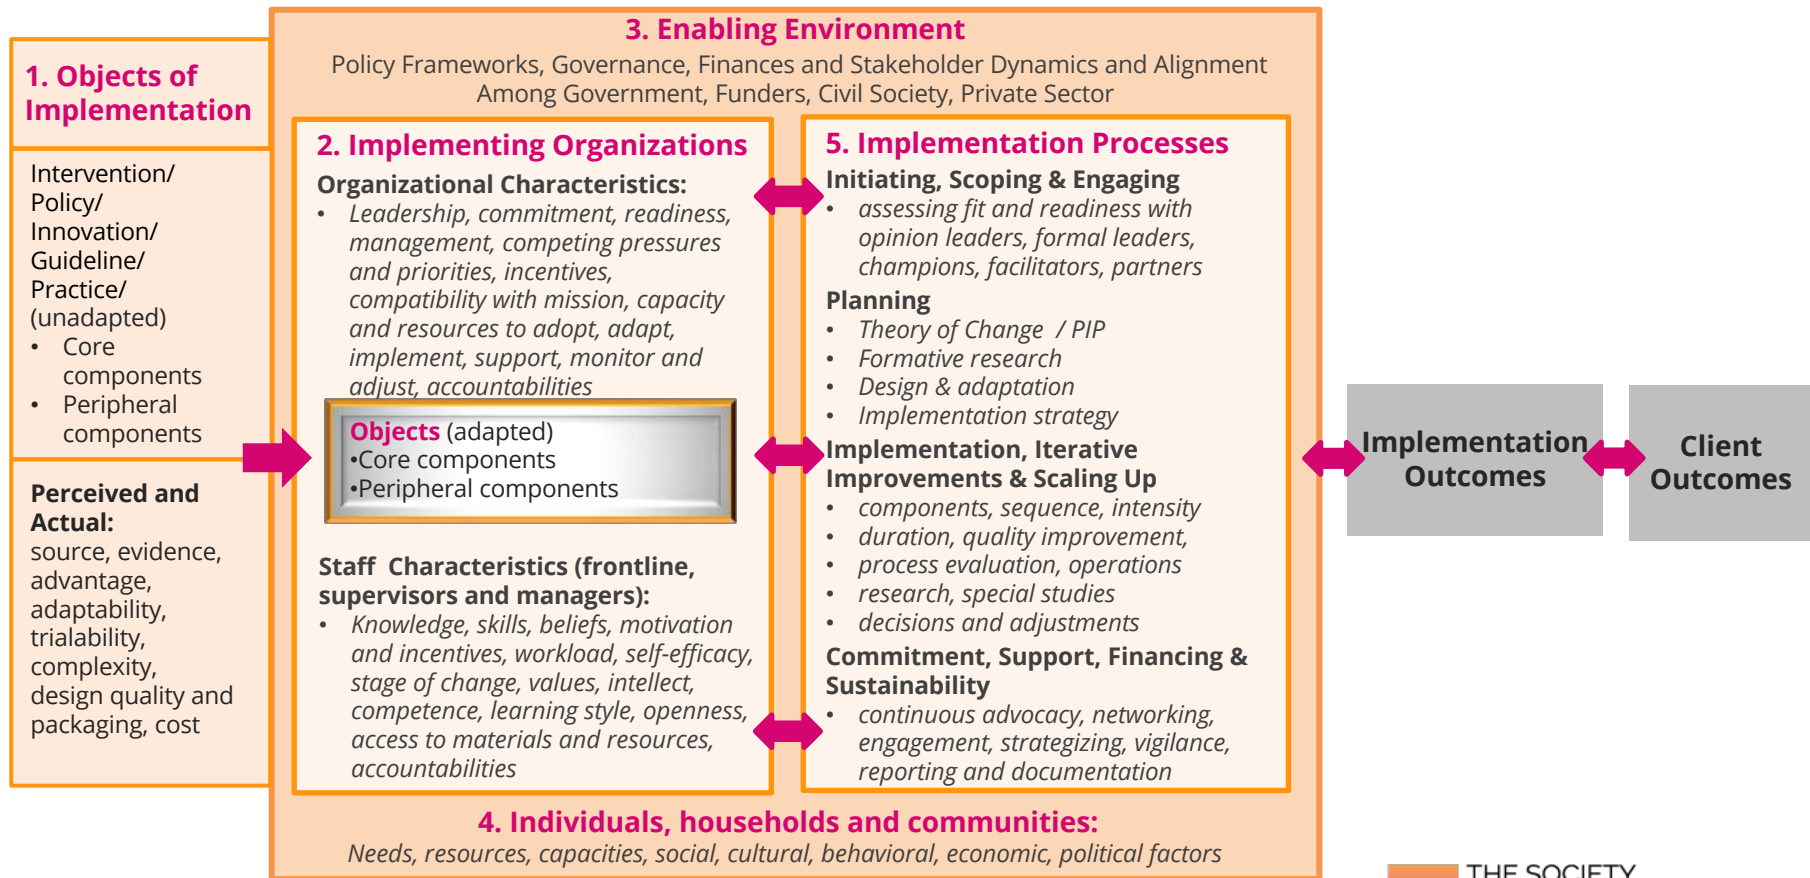 3. Enabling Environment
Policy Frameworks, Governance, Finances and Stakeholder Dynamics and Alignment
Among Government, Funders, Civil Society, Private Sector
1. Objects of
Implementation
Intervention/
Policy/
Innovation/
Guideline/
Practice/
(unadapted)
• Core
components
• Peripheral
components
Perceived and
Actual:
source, evidence,
advantage,
adaptability,
trialability,
complexity,
design quality and
packaging, cost
2. Implementing Organizations
Organizational Characteristics:
• Leadership, commitment, readiness,
management, competing pressures
and priorities, incentives,
compatibility with mission, capacity
and resources to adopt, adapt,
implement, support, monitor and
adjust, accountabilities
Objects (adapted)
•Core components
•Peripheral components
Staff Characteristics (frontline,
supervisors and managers):
• Knowledge, skills, beliefs, motivation
and incentives, workload, self-efficacy,
stage of change, values, intellect,
competence, learning style, openness,
access to materials and resources,
accountabilities
5. Implementation Processes
Initiating, Scoping & Engaging
• assessing fit and readiness with
opinion leaders, formal leaders,
champions, facilitators, partners
Planning
• Theory of Change / PIP
• Formative research
• Design & adaptation
• Implementation strategy
Implementation, Iterative
Improvements & Scaling Up
• components, sequence, intensity
• duration, quality improvement,
• process evaluation, operations
• research, special studies
• decisions and adjustments
Commitment, Support, Financing &
Sustainability
• continuous advocacy, networking,
engagement, strategizing, vigilance,
reporting and documentation
4. Individuals, households and communities:
Needs, resources, capacities, social, cultural, behavioral, economic, political factors
Implementation
Outcomes
Client
Outcomes
THE SOCIETY